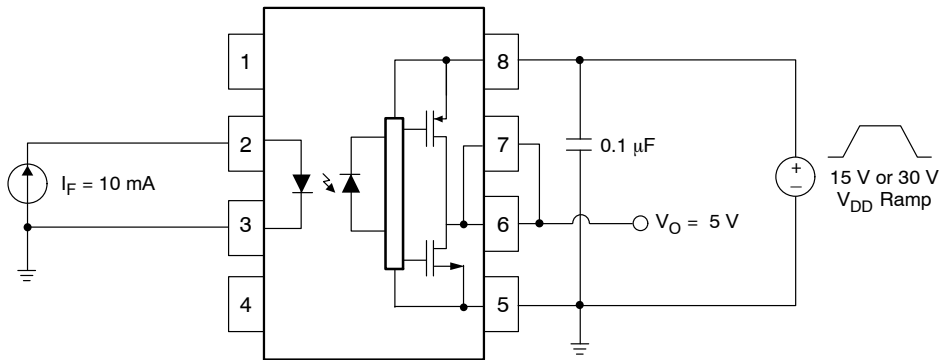 1
2
3
4
8
7
6
5
I_F = 10 mA
0.1 μF
V_O = 5 V
+
–
15 V or 30 V
V_DD Ramp